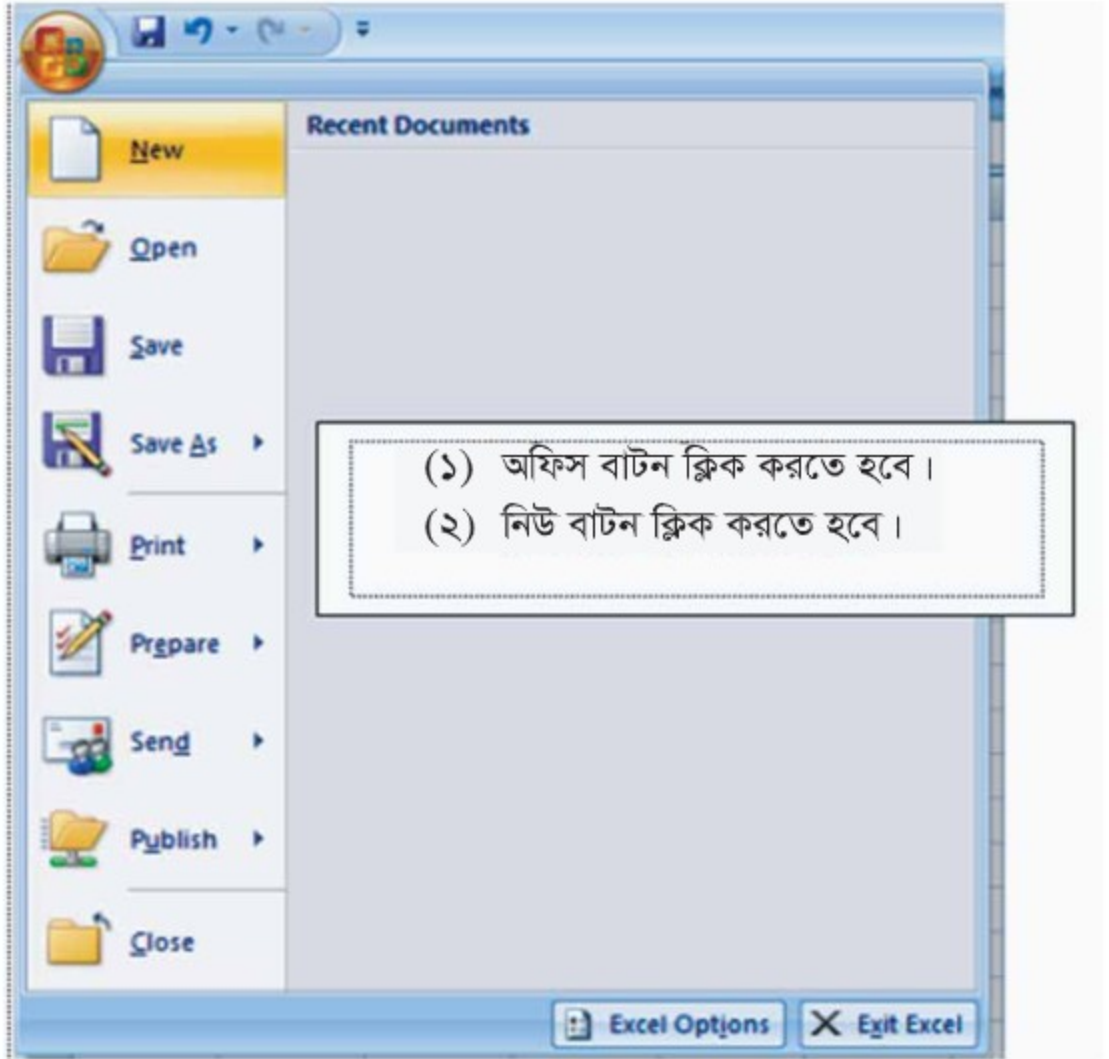 Recent Documents
New
Open
Save
Save As
(১) অফিস বাটন ক্লিক করতে হবে।
(২) নিউ বাটন ক্লিক করতে হবে।
Print
Prepare
Send
Publish
Close
Excel Options
Exit Excel